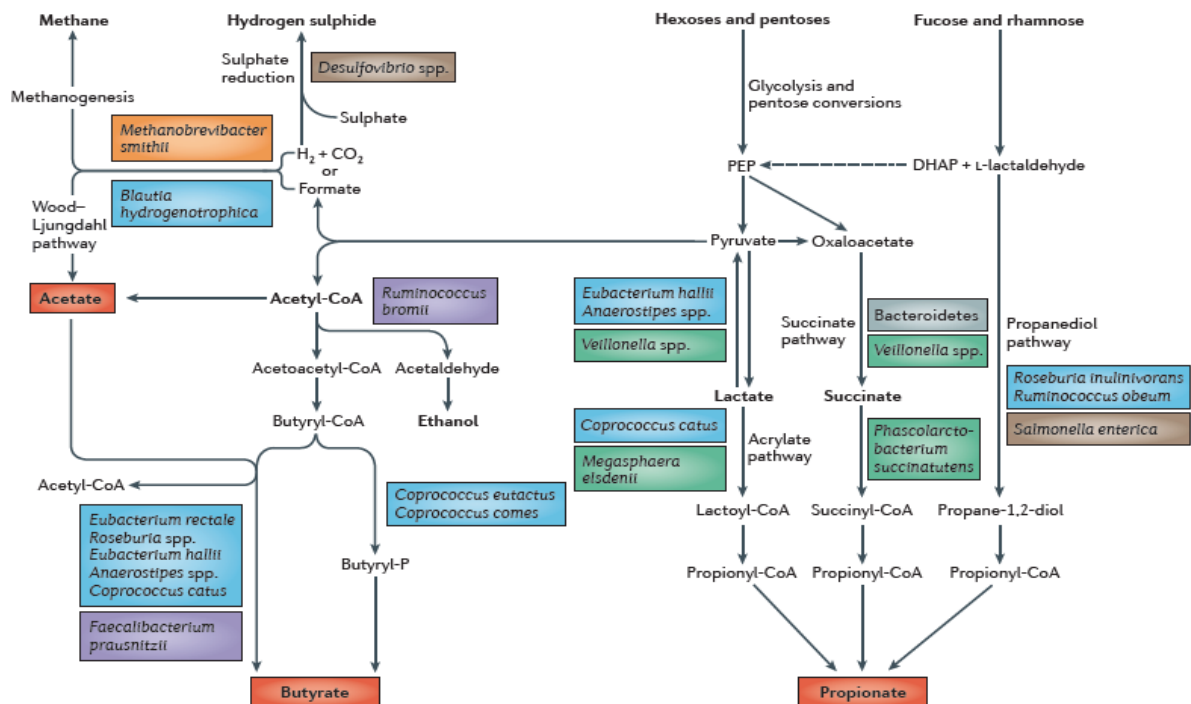 Methane
Hydrogen sulphide
Hexoses and pentoses
Fucose and rhamnose
Sulphate
reduction
Desulfovibrio spp.
Methanogenesis
Sulphate
Glycolysis and
pentose conversions
Methanobrevibacter
smithii
H₂ + CO₂
or
Formate
PEP
DHAP + L-lactaldehyde
Blautia
hydrogenotrophica
Wood–
Ljungdahl
pathway
Pyruvate
Oxaloacetate
Acetate
Acetyl-CoA
Ruminococcus
bromii
Eubacterium hallii
Anaerostipes spp.
Veillonella spp.
Succinate
pathway
Bacteroidetes
Veillonella spp.
Propanediol
pathway
Acetoacetyl-CoA
Acetaldehyde
Roseburia inulinivorans
Ruminococcus obeum
Salmonella enterica
Lactate
Succinate
Butyryl-CoA
Ethanol
Coprococcus catus
Megasphaera
elsdenii
Acrylate
pathway
Phascolarcto-
bacterium
succinatutens
Acetyl-CoA
Coprococcus eutactus
Coprococcus comes
Lactoyl-CoA
Succinyl-CoA
Propane-1,2-diol
Eubacterium rectale
Roseburia spp.
Eubacterium hallii
Anaerostipes spp.
Coprococcus catus
Butyryl-P
Propionyl-CoA
Propionyl-CoA
Propionyl-CoA
Faecalibacterium
prausnitzii
Butyrate
Propionate